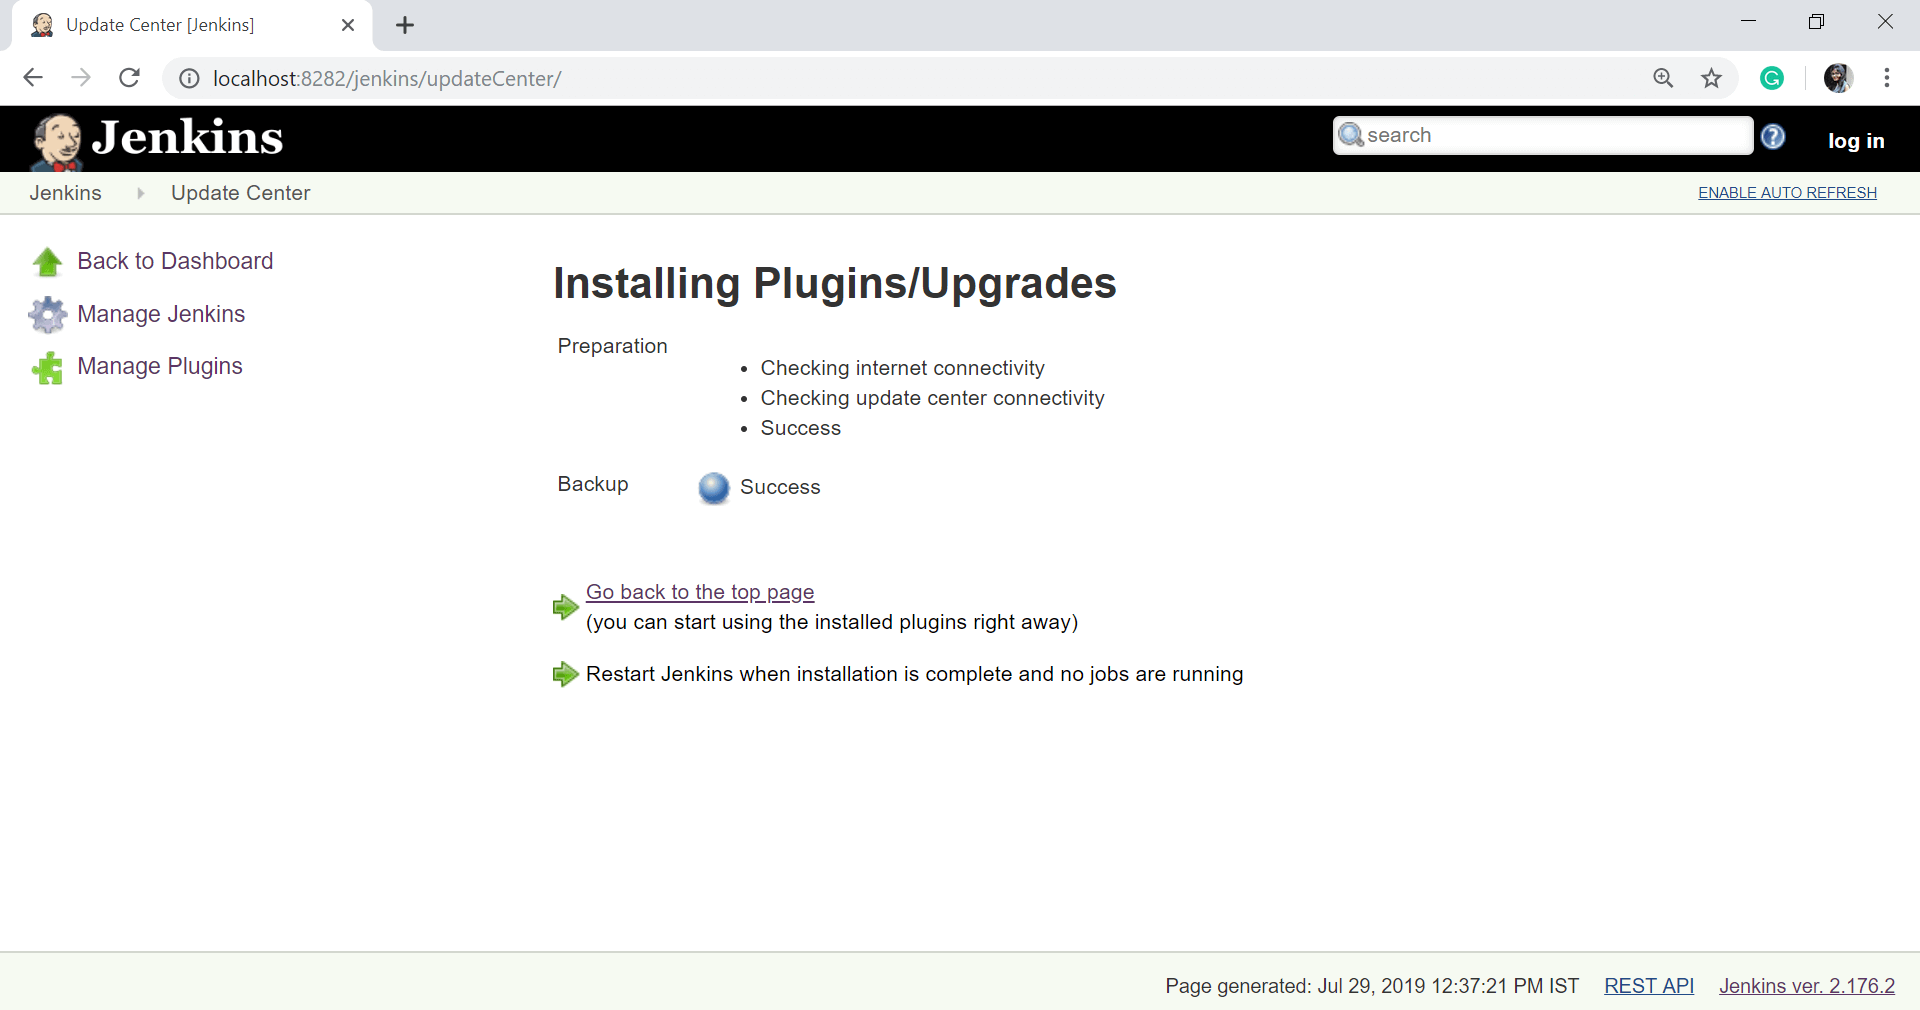 Update Center [Jenkins]
localhost:8282/jenkins/updateCenter/
Jenkins
search
log in
Jenkins
Update Center
ENABLE AUTO REFRESH
Back to Dashboard
Manage Jenkins
Manage Plugins
Installing Plugins/Upgrades
Preparation
Checking internet connectivity
Checking update center connectivity
Success
Backup
Success
Go back to the top page
(you can start using the installed plugins right away)
Restart Jenkins when installation is complete and no jobs are running
Page generated: Jul 29, 2019 12:37:21 PM IST
REST API
Jenkins ver. 2.176.2